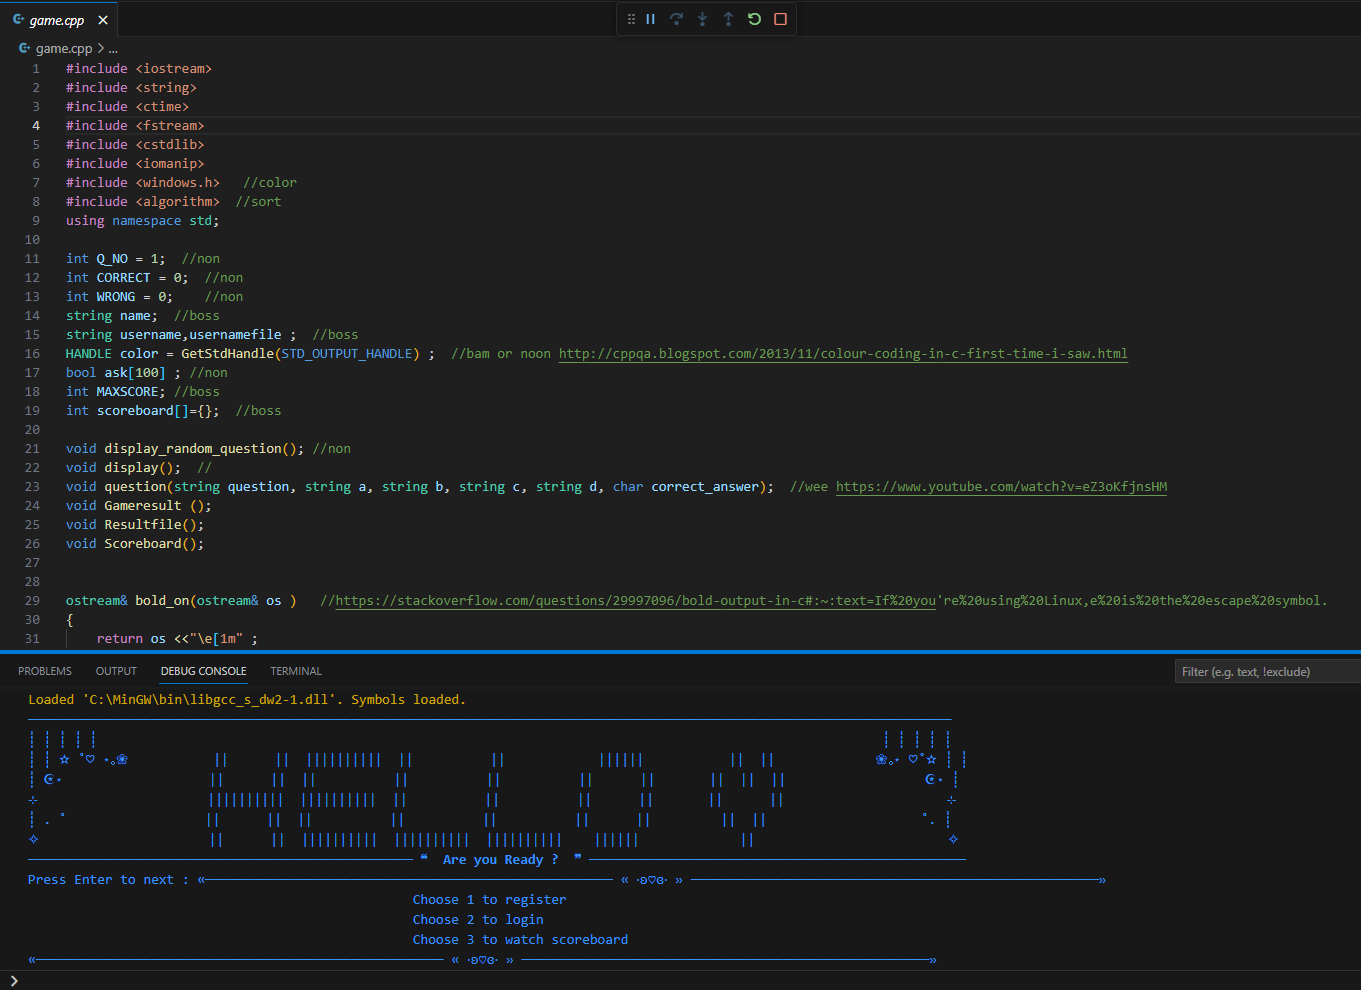 game.cpp
game.cpp > ...
1 #include <iostream>
2 #include <string>
3 #include <ctime>
4 #include <fstream>
5 #include <cstdlib>
6 #include <iomanip>
7 #include <windows.h>   //color
8 #include <algorithm>  //sort
9 using namespace std;
10
11 int Q_NO = 1;  //non
12 int CORRECT = 0;  //non
13 int WRONG = 0;    //non
14 string name;  //boss
15 string username,usernamefile ;  //boss
16 HANDLE color = GetStdHandle(STD_OUTPUT_HANDLE) ;  //bam or noon http://cppqa.blogspot.com/2013/11/colour-coding-in-c-first-time-i-saw.html
17 bool ask[100] ; //non
18 int MAXSCORE; //boss
19 int scoreboard[]={};  //boss
20
21 void display_random_question(); //non
22 void display();  //
23 void question(string question, string a, string b, string c, string d, char correct_answer);  //wee https://www.youtube.com/watch?v=eZ3oKfjnsHM
24 void Gameresult ();
25 void Resultfile();
26 void Scoreboard();
27
28
29 ostream& bold_on(ostream& os )   //https://stackoverflow.com/questions/29997096/bold-output-in-c#:~:text=If%20you're%20using%20Linux,e%20is%20the%20escape%20symbol.
30 {
31     return os <<"\e[1m" ;
PROBLEMS OUTPUT DEBUG CONSOLE TERMINAL Filter (e.g. text, !exclude)
Loaded 'C:\MinGW\bin\libgcc_s_dw2-1.dll'. Symbols loaded.
❝  Are you Ready ?  ❞
Press Enter to next : «─── « ·ʚ♡ɞ· » ───»
Choose 1 to register
Choose 2 to login
Choose 3 to watch scoreboard
«─── « ·ʚ♡ɞ· » ───»